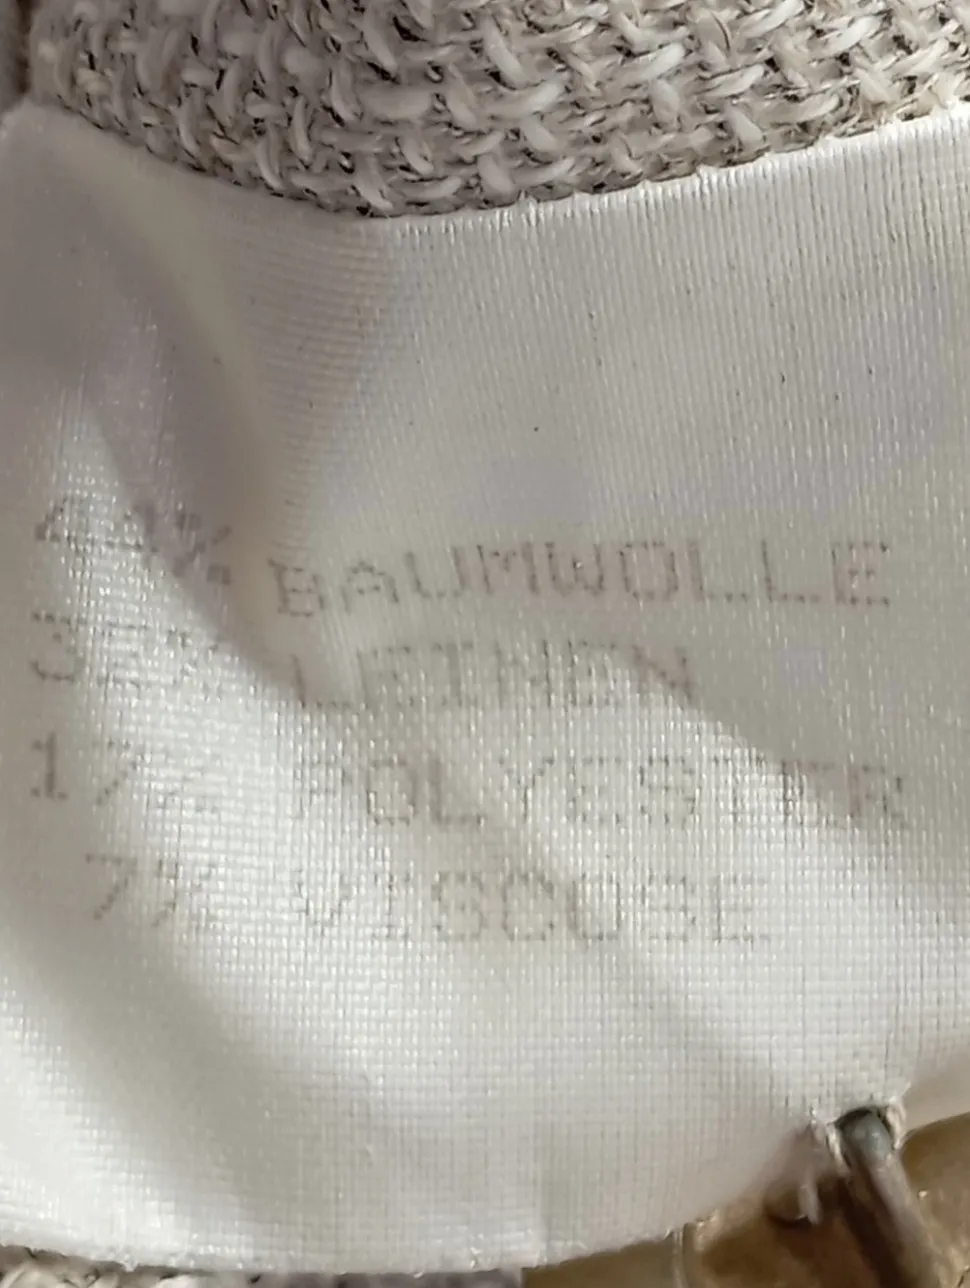 44% BAUMWOLLE
32% LEINEN
17% POLYESTER
7% VISCOSE